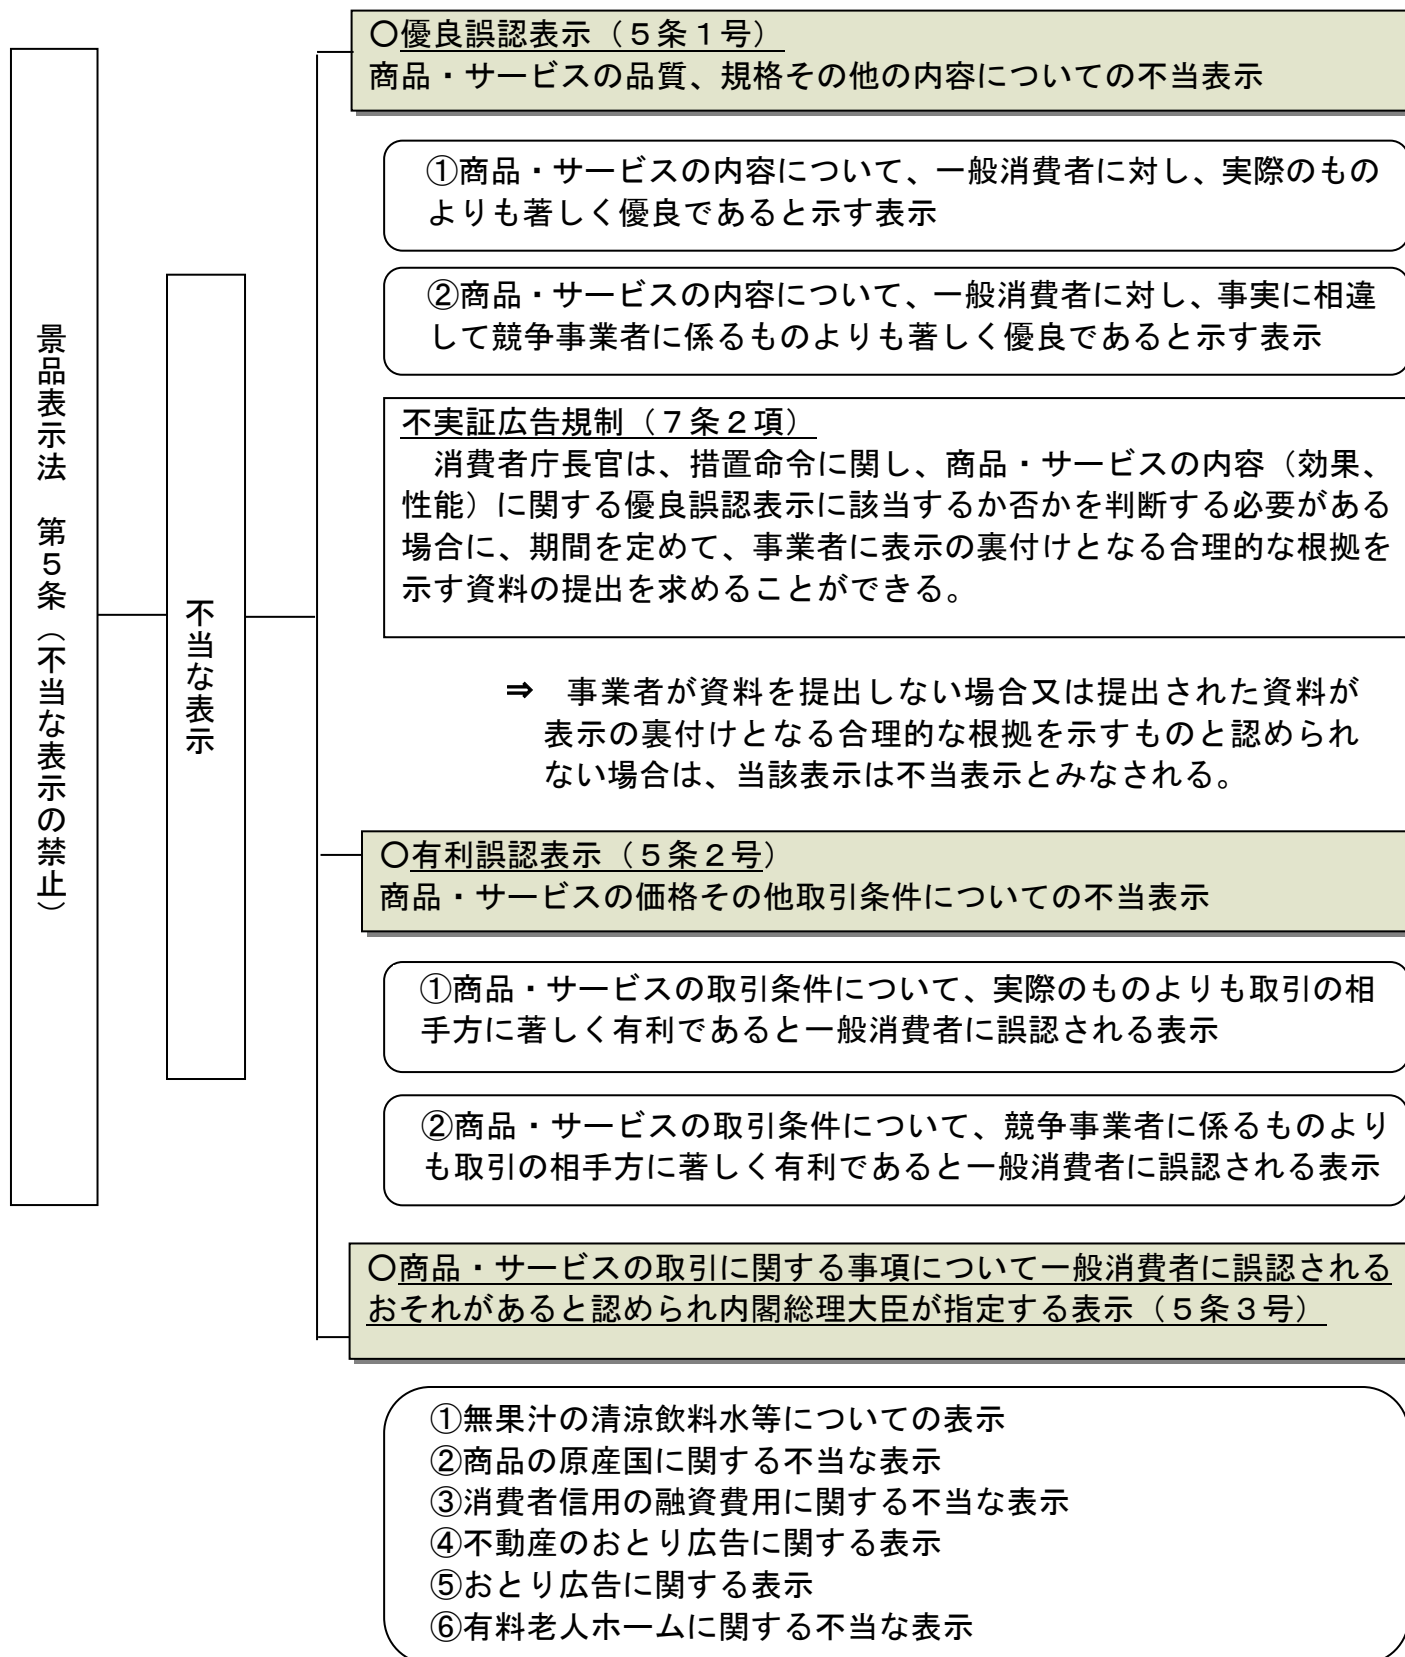 景品表示法　第５条（不当な表示の禁止）
不当な表示
〇優良誤認表示（５条１号）
商品・サービスの品質、規格その他の内容についての不当表示
①商品・サービスの内容について、一般消費者に対し、実際のもの
よりも著しく優良であると示す表示
②商品・サービスの内容について、一般消費者に対し、事実に相違
して競争事業者に係るものよりも著しく優良であると示す表示
不実証広告規制（７条２項）
　消費者庁長官は、措置命令に関し、商品・サービスの内容（効果、
性能）に関する優良誤認表示に該当するか否かを判断する必要がある
場合に、期間を定めて、事業者に表示の裏付けとなる合理的な根拠を
示す資料の提出を求めることができる。
⇒　事業者が資料を提出しない場合又は提出された資料が
表示の裏付けとなる合理的な根拠を示すものと認められ
ない場合は、当該表示は不当表示とみなされる。
〇有利誤認表示（５条２号）
商品・サービスの価格その他取引条件についての不当表示
①商品・サービスの取引条件について、実際のものよりも取引の相
手方に著しく有利であると一般消費者に誤認される表示
②商品・サービスの取引条件について、競争事業者に係るものより
も取引の相手方に著しく有利であると一般消費者に誤認される表示
〇商品・サービスの取引に関する事項について一般消費者に誤認される
おそれがあると認められ内閣総理大臣が指定する表示（５条３号）
①無果汁の清涼飲料水等についての表示
②商品の原産国に関する不当な表示
③消費者信用の融資費用に関する不当な表示
④不動産のおとり広告に関する表示
⑤おとり広告に関する表示
⑥有料老人ホームに関する不当な表示